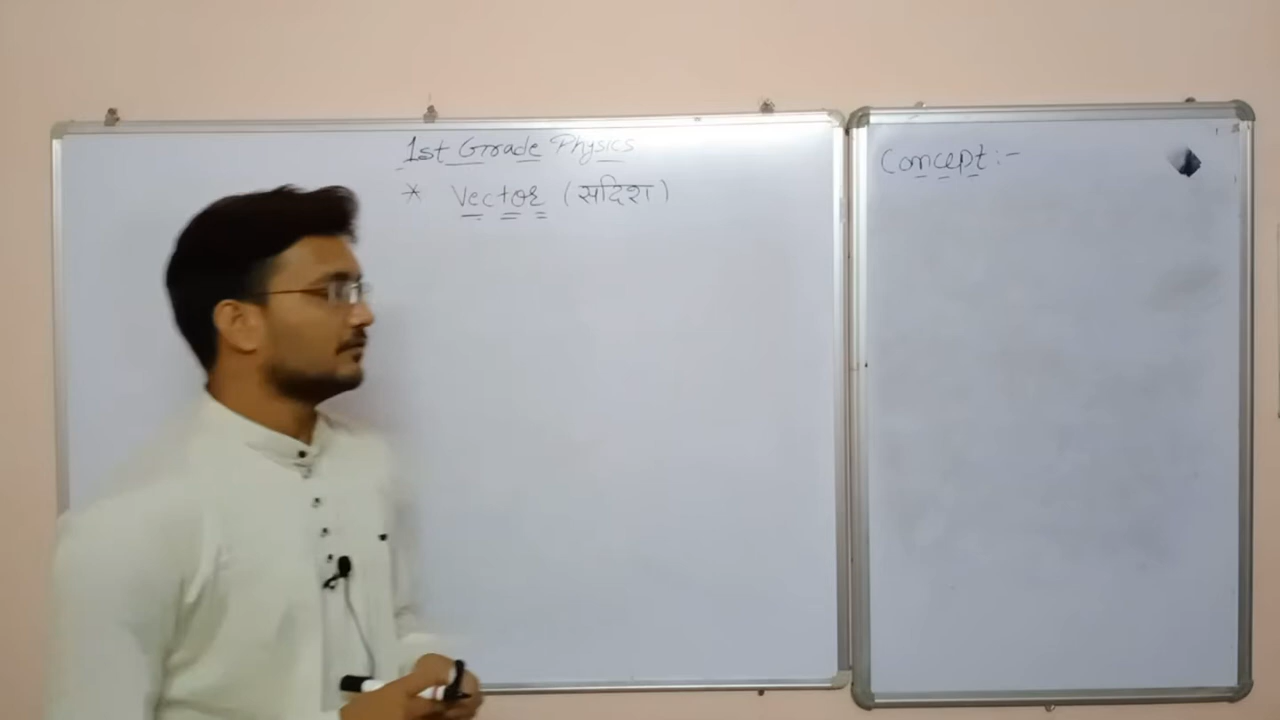 1st Grade Physics
* Vector (सदिश)
Concept:-